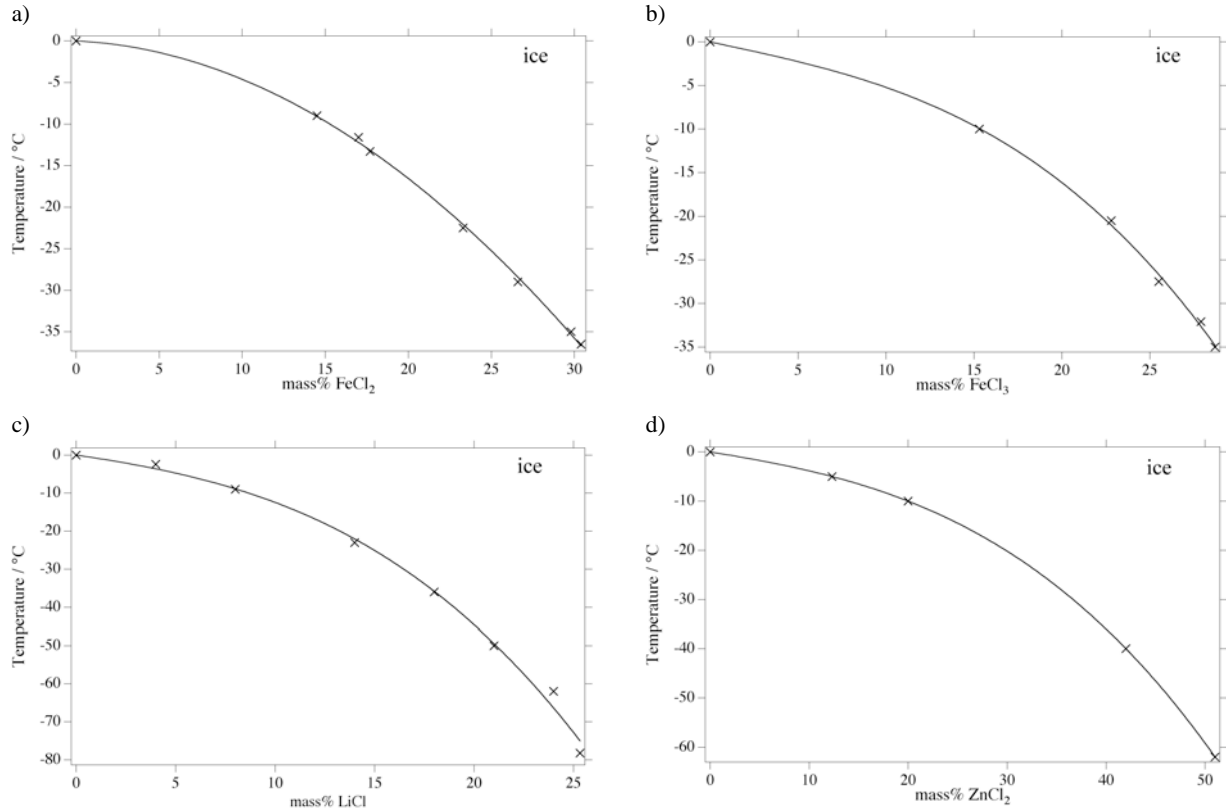 a)
ice
0
-5
-10
-15
-20
-25
-30
-35
Temperature / °C
0 5 10 15 20 25 30
mass% FeCl₂
b)
ice
0
-5
-10
-15
-20
-25
-30
-35
Temperature / °C
0 5 10 15 20 25
mass% FeCl₃
c)
ice
0
-10
-20
-30
-40
-50
-60
-70
-80
Temperature / °C
0 5 10 15 20 25
mass% LiCl
d)
ice
0
-10
-20
-30
-40
-50
-60
Temperature / °C
0 10 20 30 40 50
mass% ZnCl₂